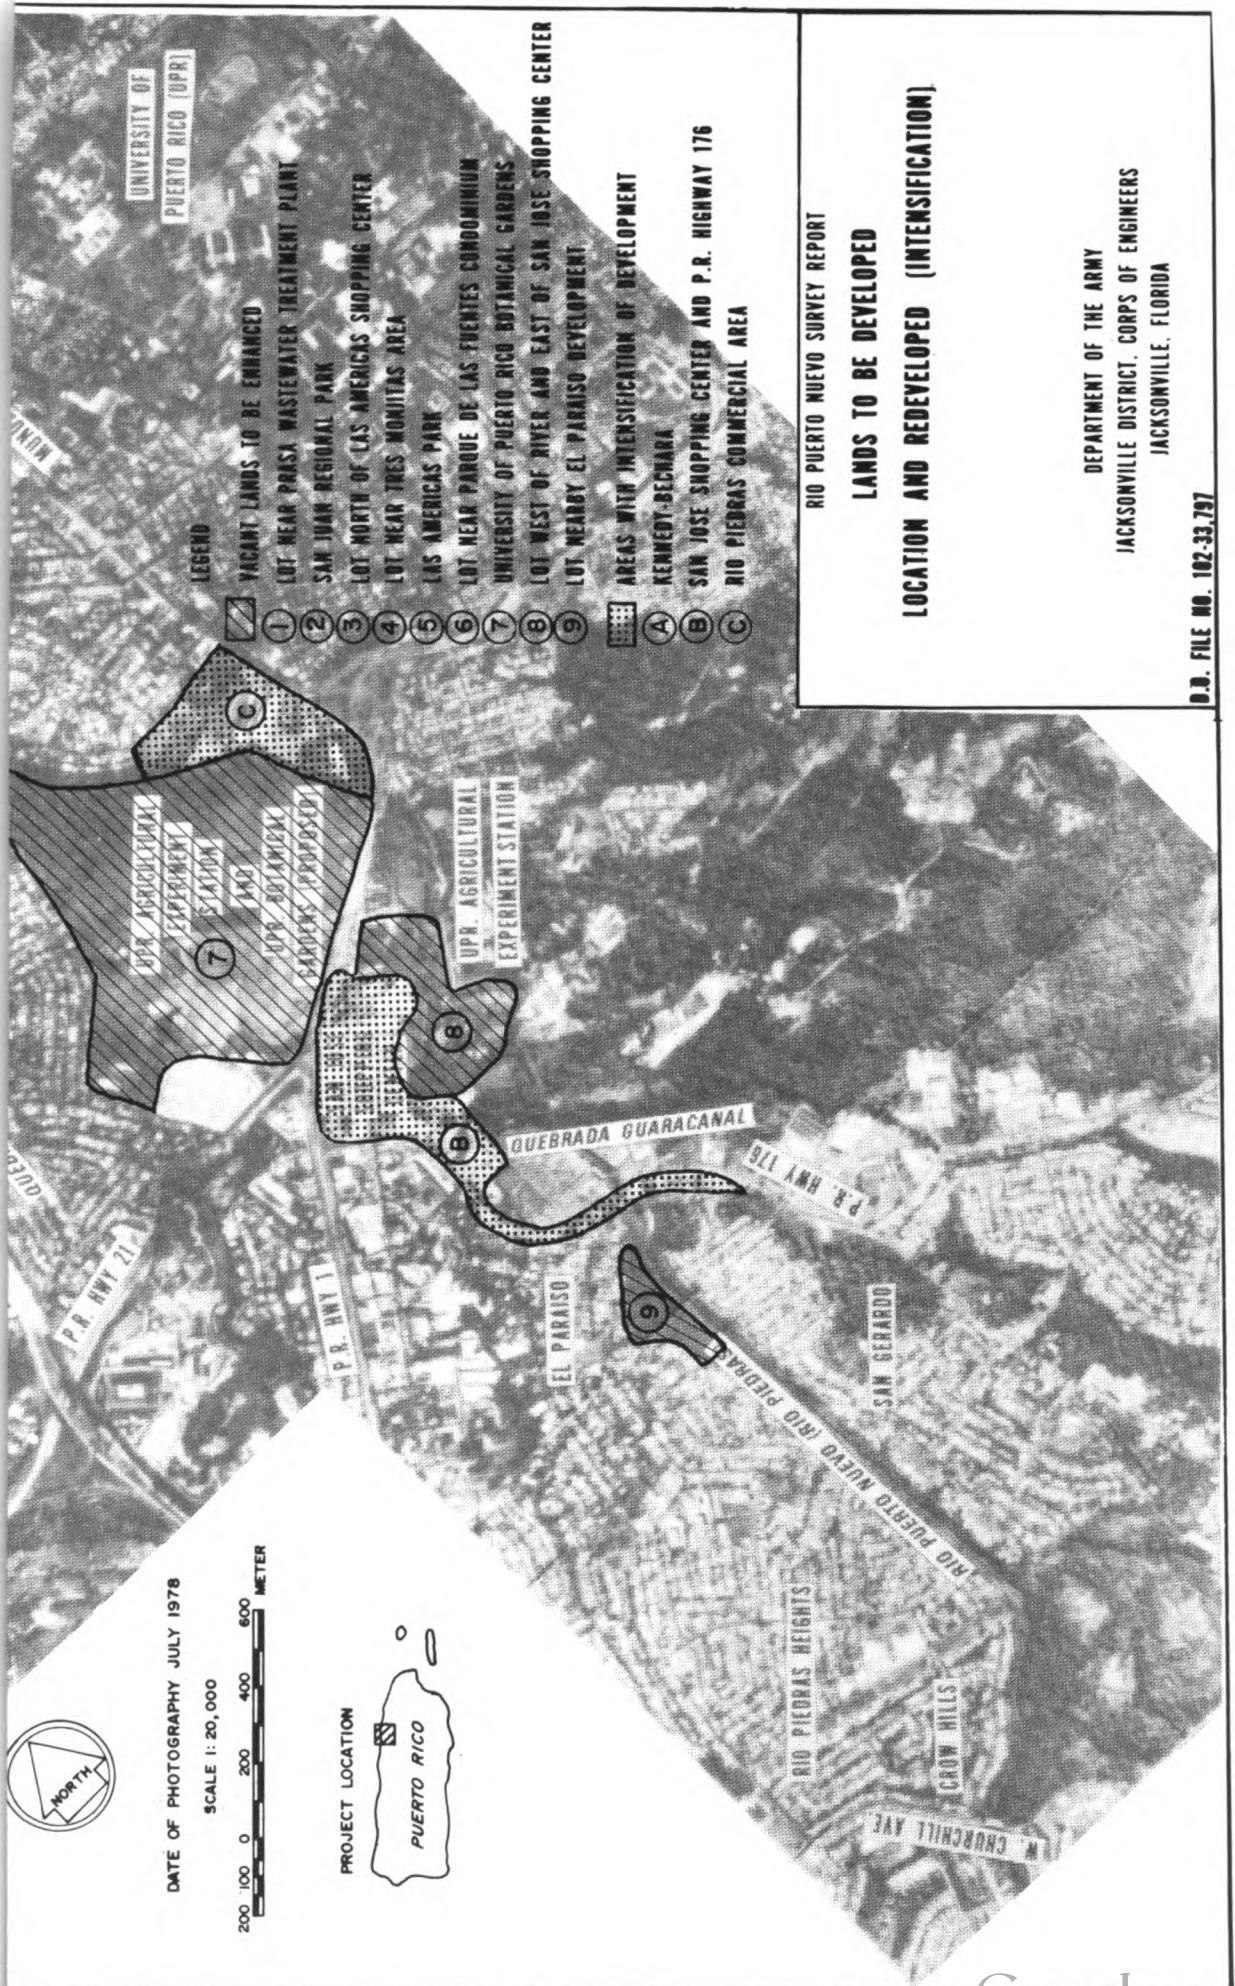 UNIVERSITY OF
PUERTO RICO (UPR)
LEGEND
VACANT LANDS TO BE ENHANCED
1 LOT NEAR PRASA WASTEWATER TREATMENT PLANT
2 SAN JUAN REGIONAL PARK
3 LOT NORTH OF LAS AMERICAS SHOPPING CENTER
4 LOT NEAR TRES MONJITAS AREA
5 LAS AMERICAS PARK
6 LOT NEAR PARQUE DE LAS FUENTES CONDOMINIUM
7 UNIVERSITY OF PUERTO RICO BOTANICAL GARDENS
8 LOT WEST OF RIVER AND EAST OF SAN JOSE SHOPPING CENTER
9 LOT NEARBY EL PARAISO DEVELOPMENT
AREAS WITH INTENSIFICATION OF DEVELOPMENT
A KENNEDY-BECHARA
B SAN JOSE SHOPPING CENTER AND P.R. HIGHWAY 176
C RIO PIEDRAS COMMERCIAL AREA
C
UPR. AGRICULTURAL
EXPERIMENT
STATION
AND
UPR. BOTANICAL
GARDENS (PROPOSED)
7
UPR. AGRICULTURAL
EXPERIMENT STATION
8
B
QUEBRADA GUARACANAL
P.R. HWY 176
P.R. HWY 21
P.R. HWY 1
EL PARAISO
9
SAN GERARDO
RIO PUERTO NUEVO (RIO PIEDRAS)
RIO PIEDRAS HEIGHTS
CROW HILLS
W. CHURCHILL AVE
NORTH
DATE OF PHOTOGRAPHY JULY 1978
SCALE 1: 20,000
200 100 0 200 400 600 METER
PROJECT LOCATION
PUERTO RICO
RIO PUERTO NUEVO SURVEY REPORT
LANDS TO BE DEVELOPED
LOCATION AND REDEVELOPED (INTENSIFICATION)
DEPARTMENT OF THE ARMY
JACKSONVILLE DISTRICT, CORPS OF ENGINEERS
JACKSONVILLE, FLORIDA
D.O. FILE NO. 102-33,797